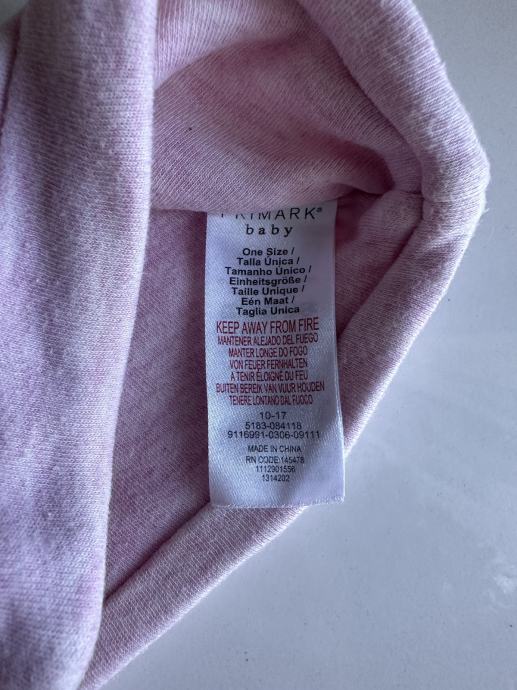 PRIMARK®
baby
One Size /
Talla Única /
Tamanho Único /
Einheitsgröße /
Taille Unique /
Eén Maat /
Taglia Unica
KEEP AWAY FROM FIRE
MANTENER ALEJADO DEL FUEGO
MANTER LONGE DO FOGO
VON FEUER FERNHALTEN
A TENIR ÉLOIGNÉ DU FEU
BUITEN BEREIK VAN VUUR HOUDEN
TENERE LONTANO DAL FUOCO
10-17
5183-084118
9116991-0306-09111
MADE IN CHINA
RN CODE:145478
1112901556
1314202